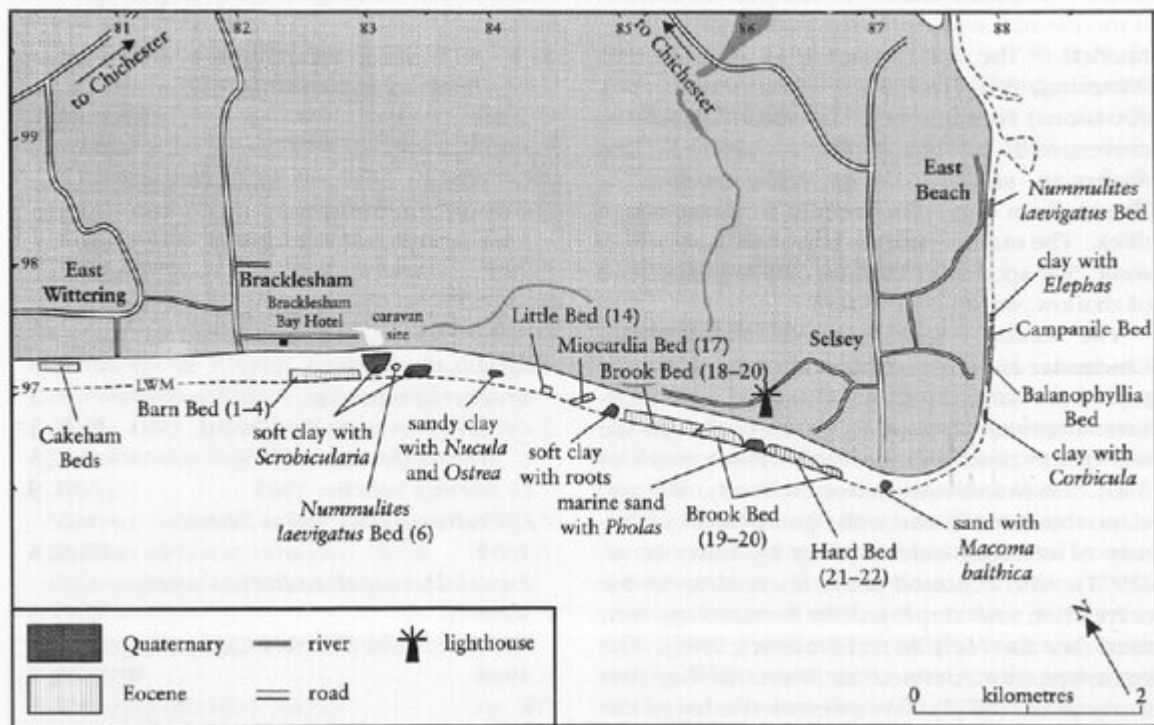 81
82
83
84
85
86
87
88
to Chichester
to Chichester
99
98
97
East
Beach
Nummulites
laevigatus Bed
clay with
Elephas
Campanile Bed
Balanophyllia
Bed
clay with
Corbicula
East
Wittering
Bracklesham
Bracklesham
Bay Hotel
caravan
site
Little Bed (14)
Miocardia Bed (17)
Brook Bed (18–20)
Selsey
LWM
Cakeham
Beds
Barn Bed (1–4)
soft clay with
Scrobicularia
Nummulites
laevigatus Bed (6)
sandy clay
with Nucula
and Ostrea
soft clay
with roots
marine sand
with Pholas
Brook Bed
(19–20)
Hard Bed
(21–22)
sand with
Macoma
balthica
Quaternary
river
lighthouse
Eocene
road
N
0 kilometres 2